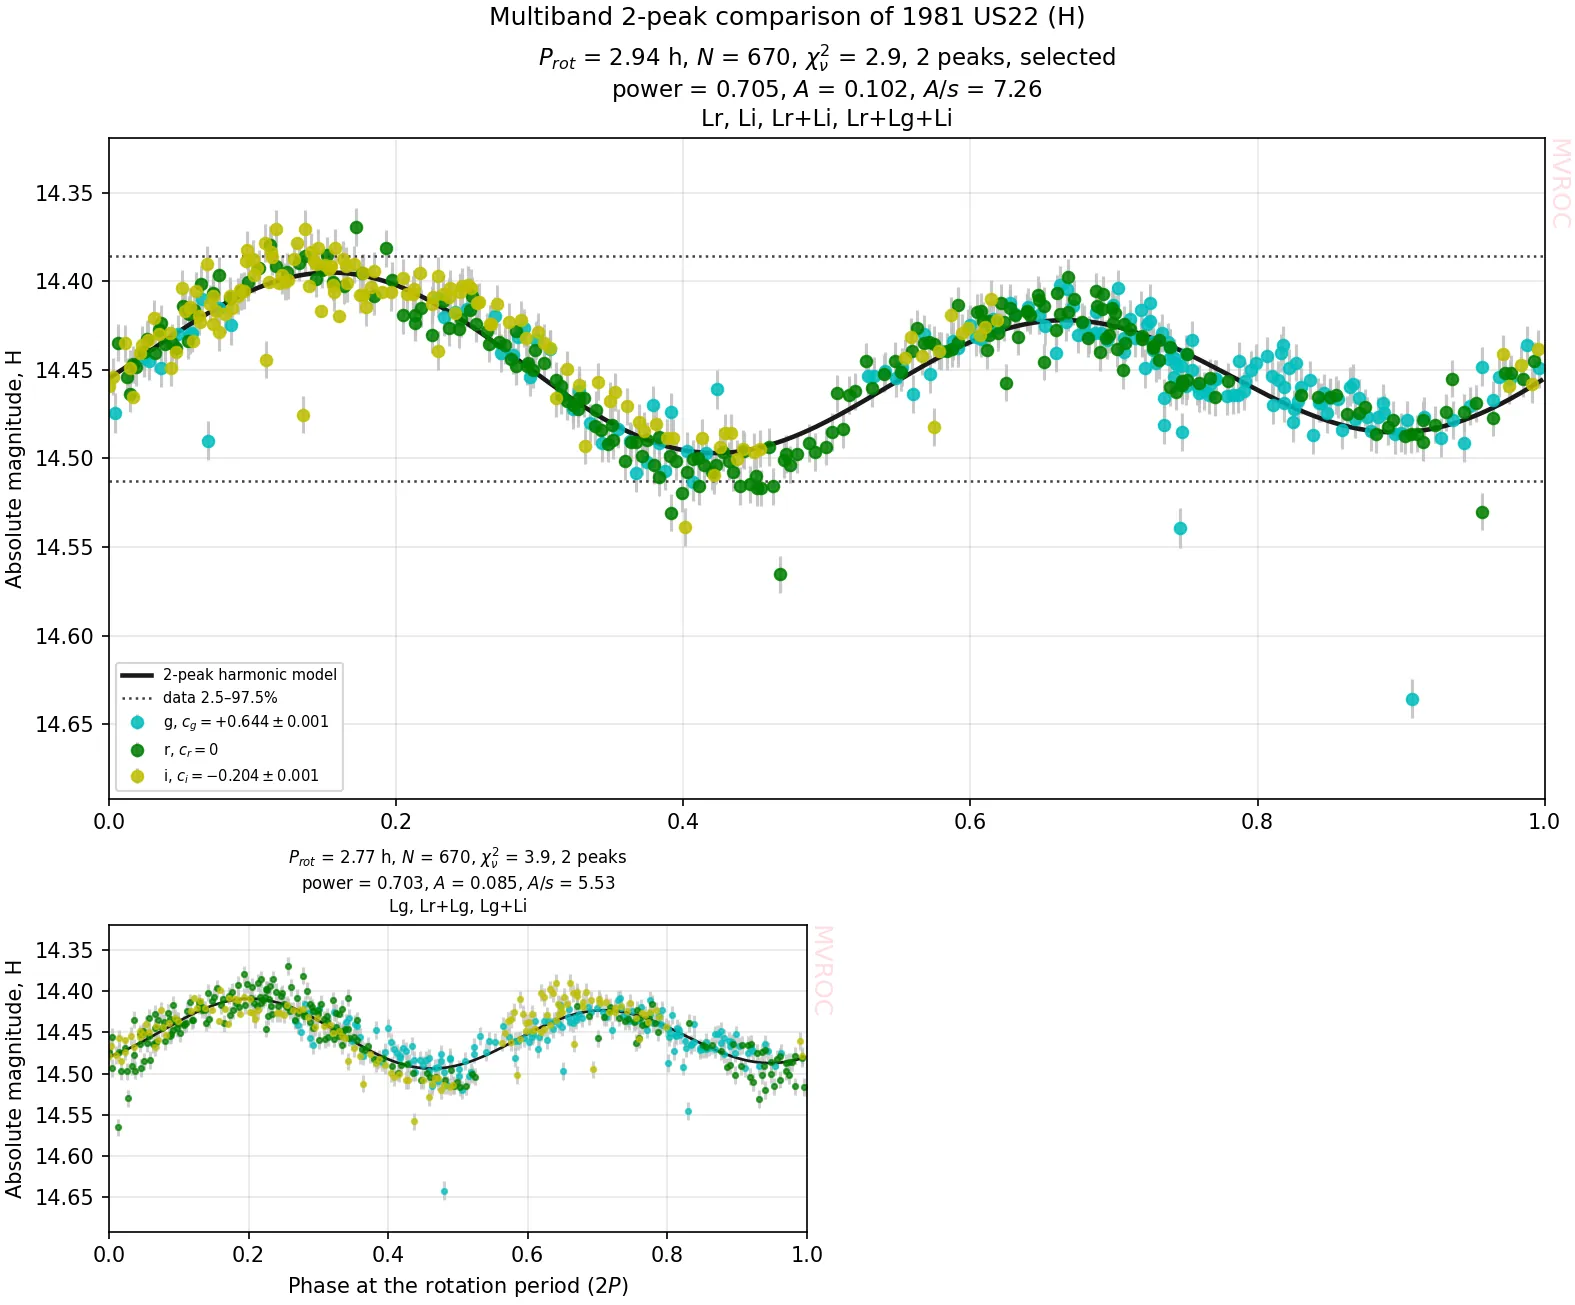 Multiband 2-peak comparison of 1981 US22 (H)
P_rot = 2.94 h, N = 670, χ²_ν = 2.9, 2 peaks, selected
power = 0.705, A = 0.102, A/s = 7.26
Lr, Li, Lr+Li, Lr+Lg+Li
MVROC
Absolute magnitude, H
14.35
14.40
14.45
14.50
14.55
14.60
14.65
2-peak harmonic model
data 2.5–97.5%
g, c_g = +0.644 ± 0.001
r, c_r = 0
i, c_i = −0.204 ± 0.001
0.0 0.2 0.4 0.6 0.8 1.0
P_rot = 2.77 h, N = 670, χ²_ν = 3.9, 2 peaks
power = 0.703, A = 0.085, A/s = 5.53
Lg, Lr+Lg, Lg+Li
MVROC
Absolute magnitude, H
14.35
14.40
14.45
14.50
14.55
14.60
14.65
0.0 0.2 0.4 0.6 0.8 1.0
Phase at the rotation period (2P)